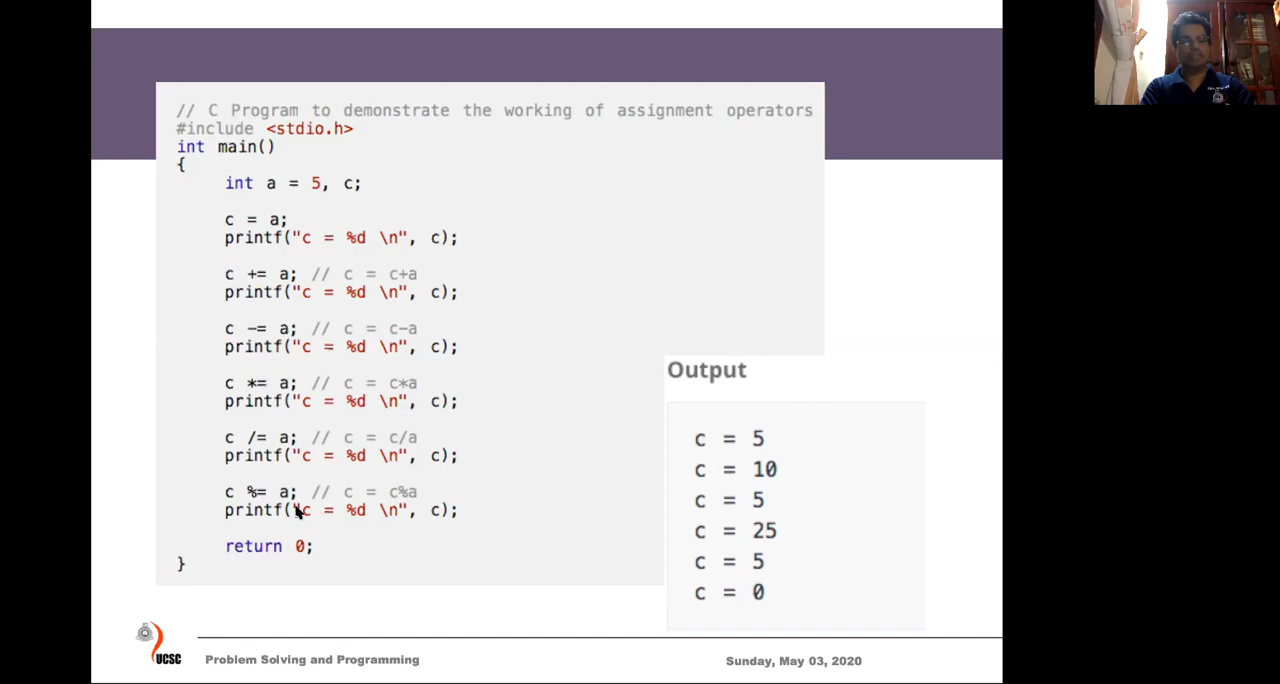 // C Program to demonstrate the working of assignment operators
#include <stdio.h>
int main()
{
int a = 5, c;
c = a;
printf("c = %d \n", c);
c += a; // c = c+a
printf("c = %d \n", c);
c -= a; // c = c-a
printf("c = %d \n", c);
c *= a; // c = c*a
printf("c = %d \n", c);
c /= a; // c = c/a
printf("c = %d \n", c);
c %= a; // c = c%a
printf("c = %d \n", c);
return 0;
}
Output
c = 5
c = 10
c = 5
c = 25
c = 5
c = 0
UCSC
Problem Solving and Programming
Sunday, May 03, 2020